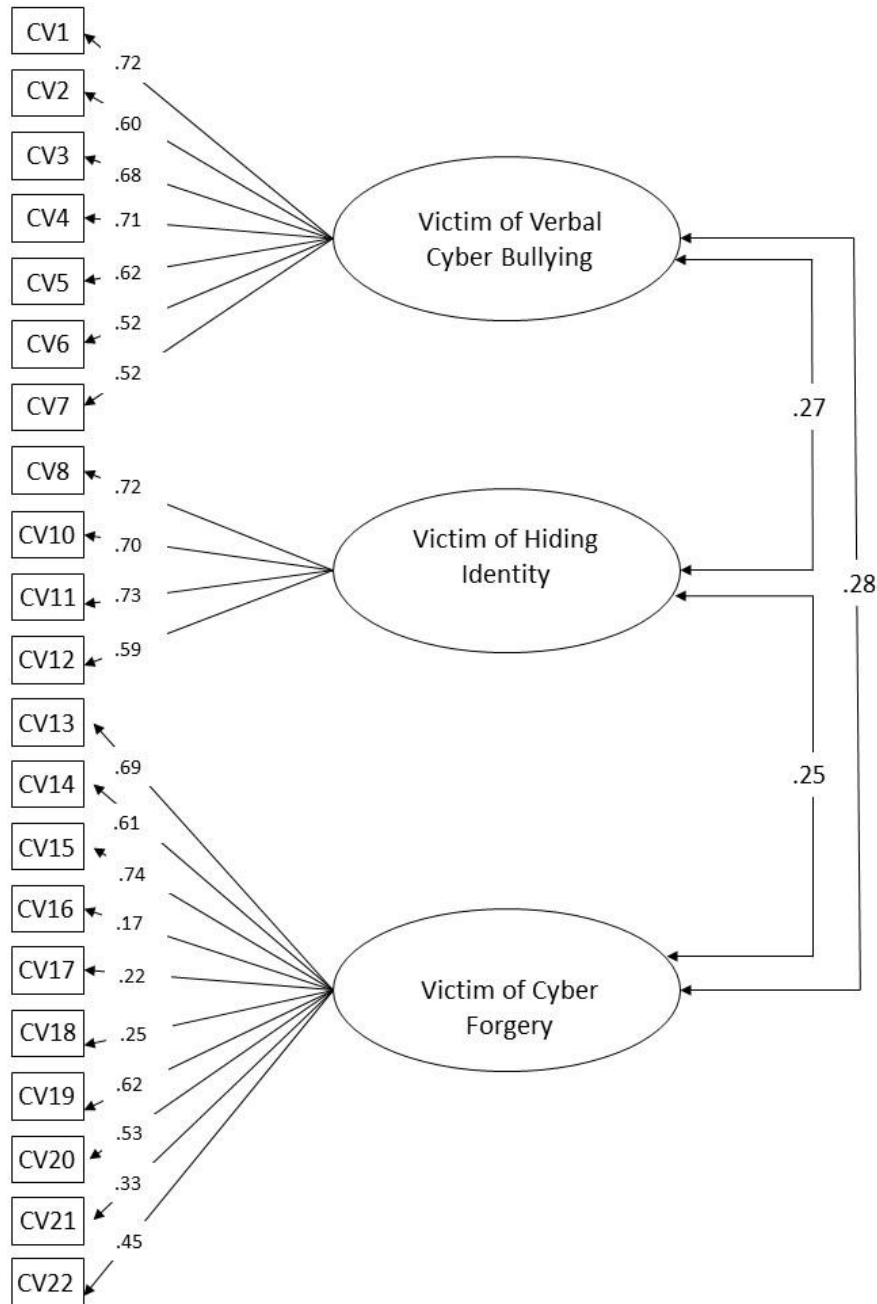 CV1
.72
CV2
.60
CV3
.68
CV4
.71
CV5
.62
CV6
.52
CV7
.52
Victim of Verbal
Cyber Bullying
.27
CV8
.72
CV10
.70
CV11
.73
CV12
.59
Victim of Hiding
Identity
.28
CV13
.69
CV14
.61
CV15
.74
CV16
.17
CV17
.22
CV18
.25
CV19
.62
CV20
.53
CV21
.33
CV22
.45
.25
Victim of Cyber
Forgery